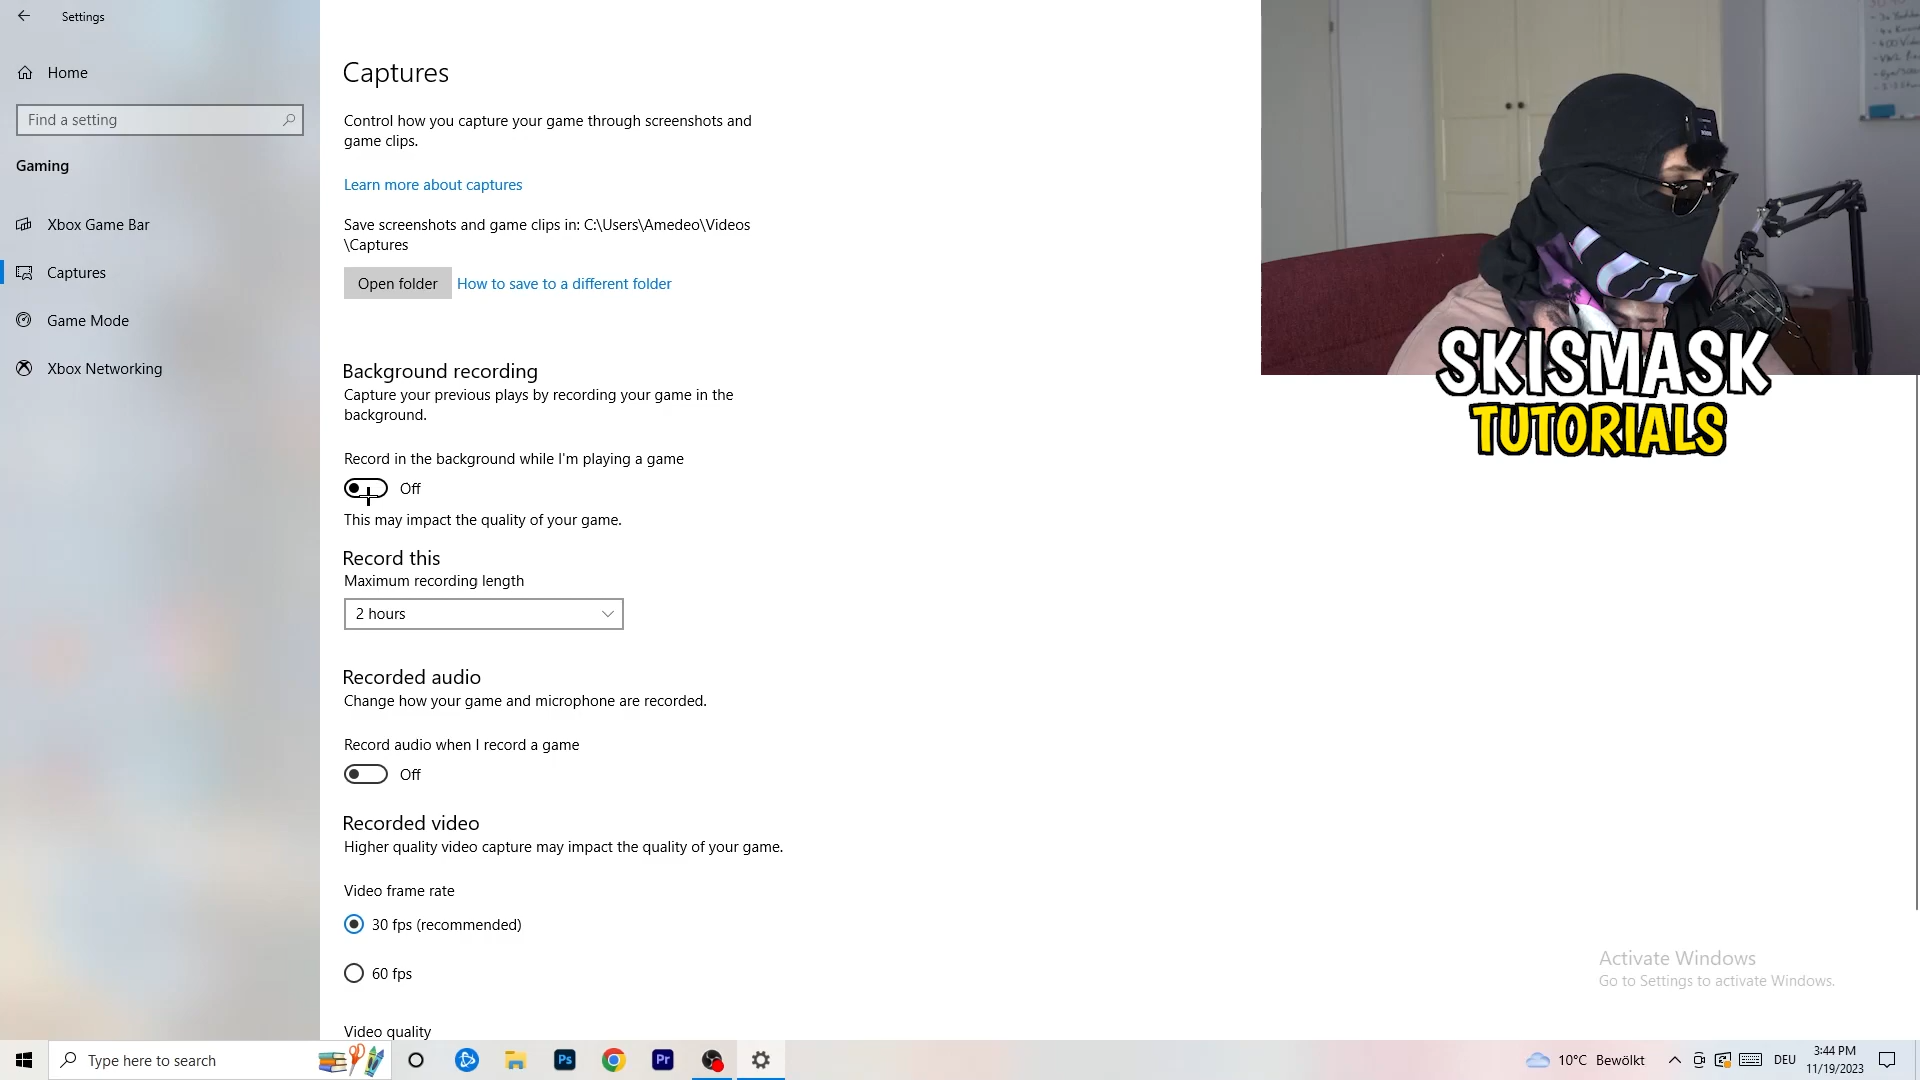 Settings
Home
Find a setting
Gaming
Xbox Game Bar
Captures
Game Mode
Xbox Networking
Captures
Control how you capture your game through screenshots and
game clips.
Learn more about captures
Save screenshots and game clips in: C:\Users\Amedeo\Videos
\Captures
Open folder
How to save to a different folder
Background recording
Capture your previous plays by recording your game in the
background.
Record in the background while I'm playing a game
Off
This may impact the quality of your game.
Record this
Maximum recording length
2 hours
Recorded audio
Change how your game and microphone are recorded.
Record audio when I record a game
Off
Recorded video
Higher quality video capture may impact the quality of your game.
Video frame rate
30 fps (recommended)
60 fps
Video quality
SKISMASK
TUTORIALS
Activate Windows
Go to Settings to activate Windows.
Type here to search
Ps
Pr
10°C Bewölkt
DEU
3:44 PM
11/19/2023